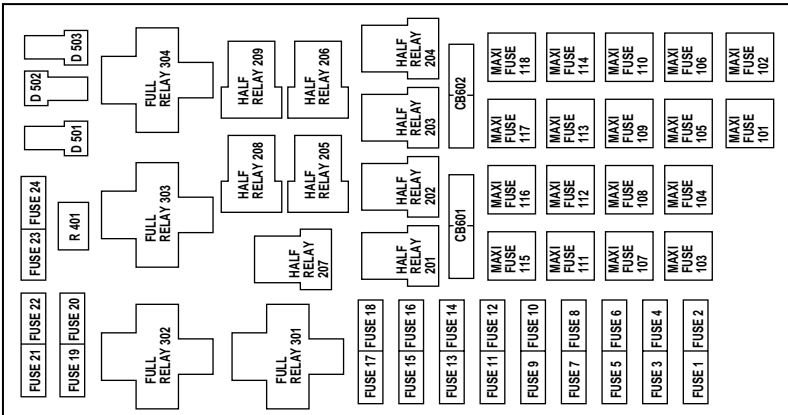 D 503
D 502
D 501
FULL
RELAY 304
HALF
RELAY 209
HALF
RELAY 206
HALF
RELAY
204
HALF
RELAY
203
CB602
MAXI
FUSE
118
MAXI
FUSE
114
MAXI
FUSE
110
MAXI
FUSE
106
MAXI
FUSE
102
MAXI
FUSE
117
MAXI
FUSE
113
MAXI
FUSE
109
MAXI
FUSE
105
MAXI
FUSE
101
FUSE 24
FUSE 23
R 401
FULL
RELAY 303
HALF
RELAY 208
HALF
RELAY 205
HALF
RELAY
207
HALF
RELAY
202
HALF
RELAY
201
CB601
MAXI
FUSE
116
MAXI
FUSE
112
MAXI
FUSE
108
MAXI
FUSE
104
MAXI
FUSE
115
MAXI
FUSE
111
MAXI
FUSE
107
MAXI
FUSE
103
FUSE 22
FUSE 21
FUSE 20
FUSE 19
FULL
RELAY 302
FULL
RELAY 301
FUSE 18
FUSE 17
FUSE 16
FUSE 15
FUSE 14
FUSE 13
FUSE 12
FUSE 11
FUSE 10
FUSE 9
FUSE 8
FUSE 7
FUSE 6
FUSE 5
FUSE 4
FUSE 3
FUSE 2
FUSE 1